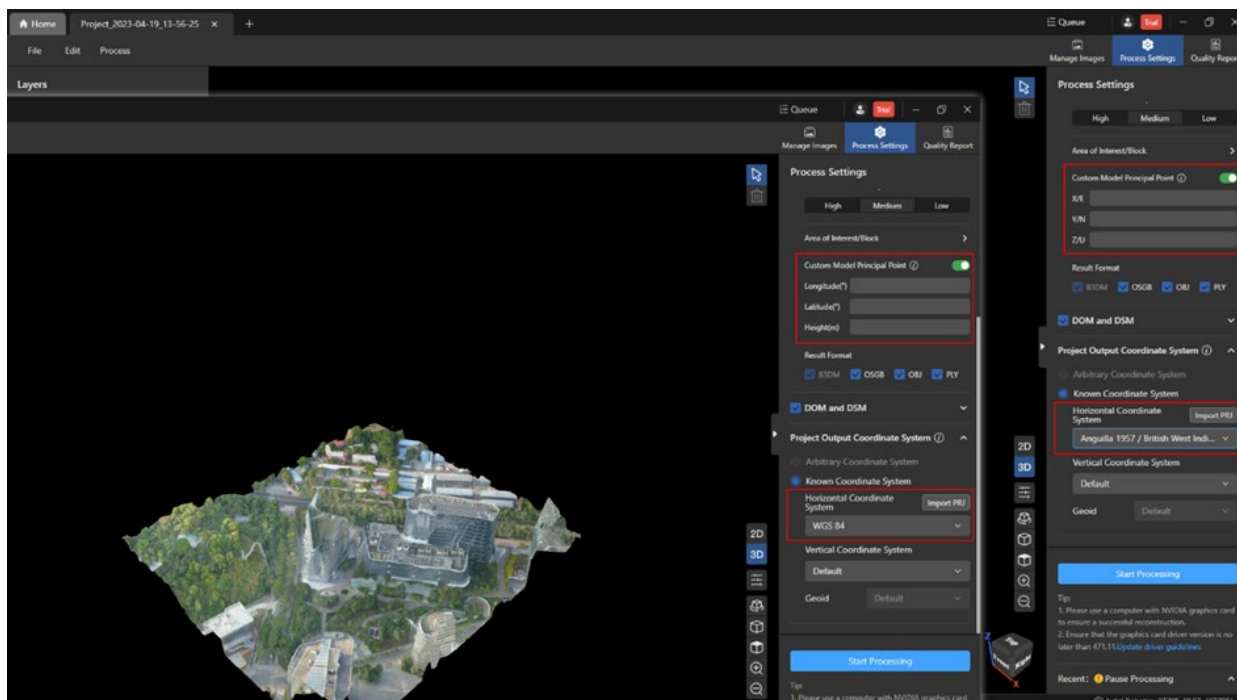 Home
Project_2023-04-19_13-56-25
Queue
Trial
File Edit Process
Manage Images Process Settings Quality Repor
Layers
Process Settings
High Medium Low
Area of Interest/Block
Custom Model Principal Point
X/E
Y/N
Z/U
Result Format
B3DM OSGB OBJ PLY
DOM and DSM
Project Output Coordinate System
Arbitrary Coordinate System
Known Coordinate System
Horizontal Coordinate
System
Import PRJ
Anguilla 1957 / British West Indi...
Vertical Coordinate System
Default
Geoid Default
Start Processing
Tip:
1. Please use a computer with NVIDIA graphics card
to ensure a successful reconstruction.
2. Ensure that the graphics card driver version is no
later than 471.11.Update driver guidelines
Recent: Pause Processing
2D
3D
Queue
Trial
Manage Images Process Settings Quality Report
Process Settings
High Medium Low
Area of Interest/Block
Custom Model Principal Point
Longitude(°)
Latitude(°)
Height(m)
Result Format
B3DM OSGB OBJ PLY
DOM and DSM
Project Output Coordinate System
Arbitrary Coordinate System
Known Coordinate System
Horizontal Coordinate
System
Import PRJ
WGS 84
Vertical Coordinate System
Default
Geoid Default
Start Processing
Tip:
1. Please use a computer with NVIDIA graphics card
2D
3D
Z
Top
Front Right
X